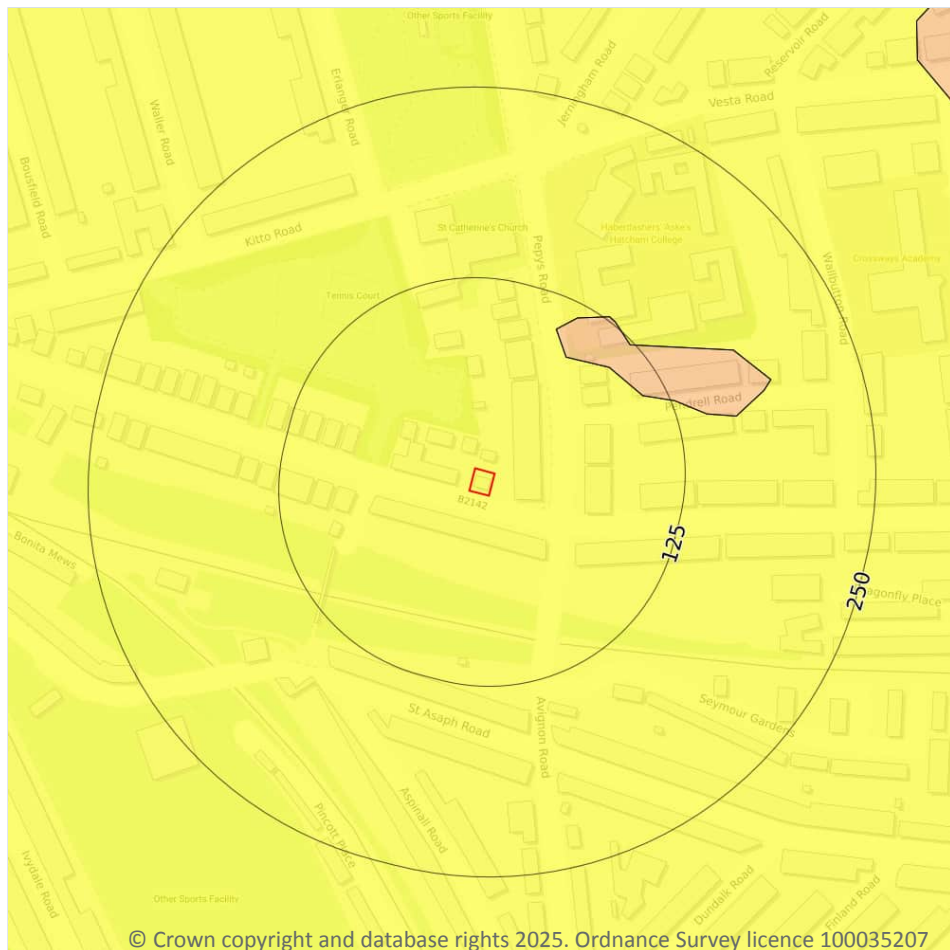 Other Sports Facility
Reservoir Road
Jerningham Road
Erlanger Road
Vesta Road
Waller Road
Bousfield Road
St Catherine's Church
Haberdashers' Aske's
Hatcham College
Kitto Road
Pepys Road
Crossways Academy
Wallbutton Road
Tennis Court
Pendrell Road
B2142
125
Bonita Mews
250
Dragonfly Place
Seymour Gardens
St Asaph Road
Avignon Road
Aspinall Road
Pincott Place
Ivydale Road
Other Sports Facility
Dundalk Road
© Crown copyright and database rights 2025. Ordnance Survey licence 100035207